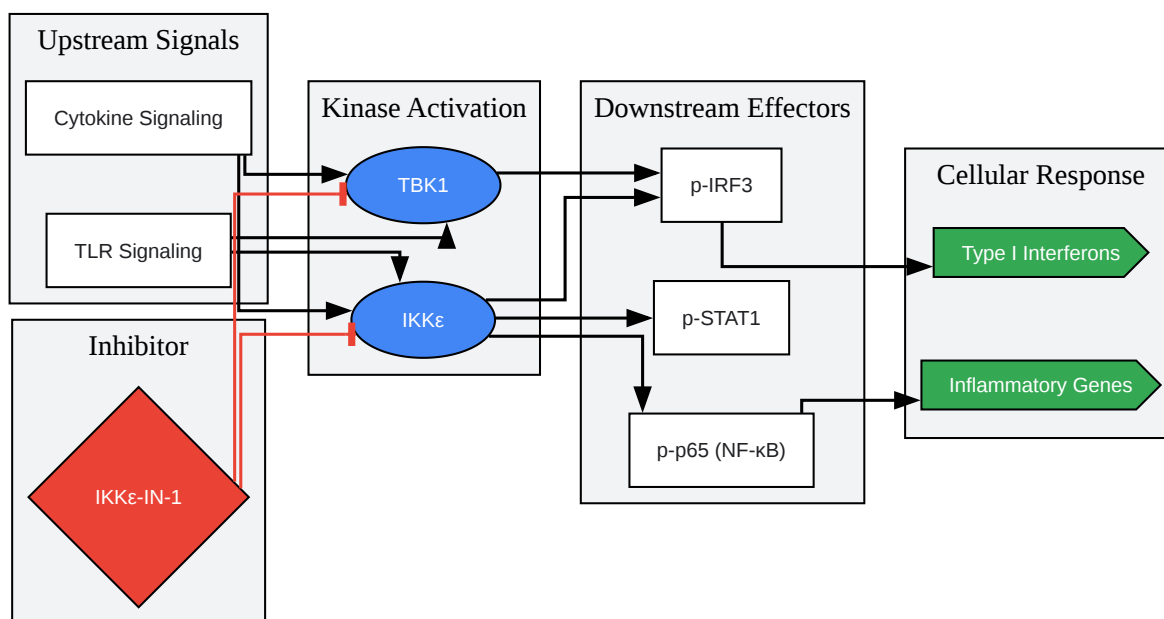 Upstream Signals
Cytokine Signaling
TLR Signaling
Inhibitor
IKKε-IN-1
Kinase Activation
TBK1
IKKε
Downstream Effectors
p-IRF3
p-STAT1
p-p65 (NF-κB)
Cellular Response
Type I Interferons
Inflammatory Genes